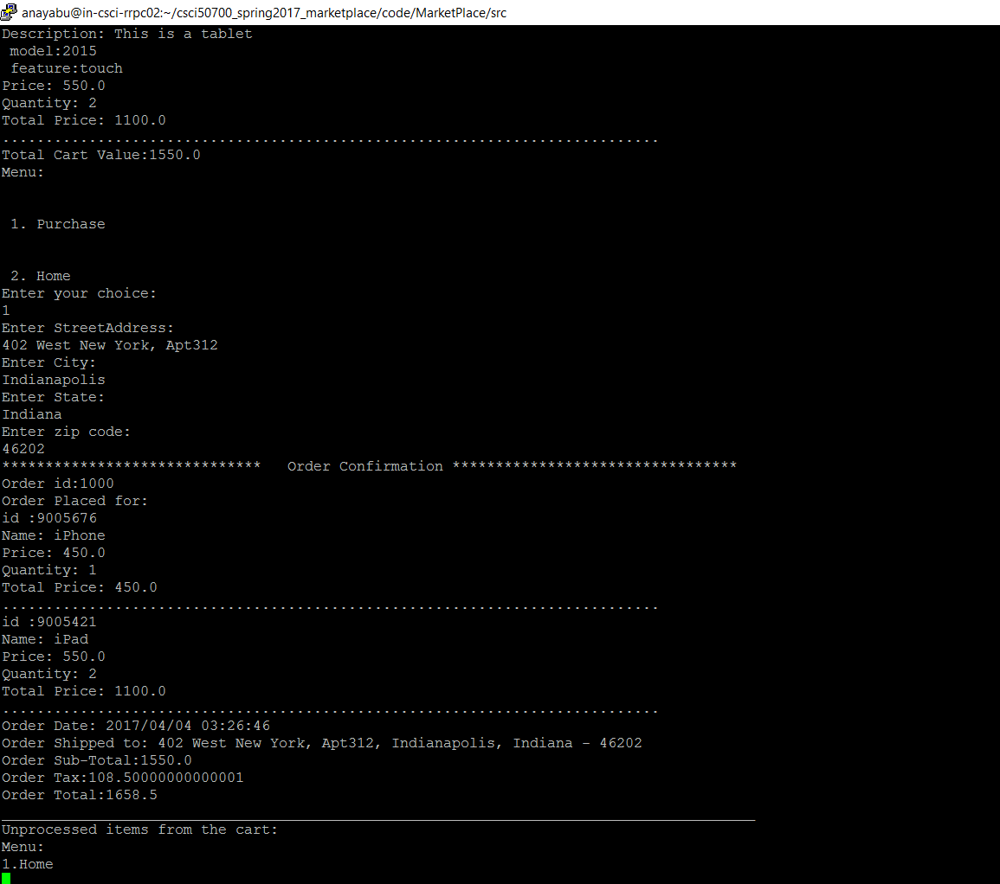 anayabu@in-csci-rrpc02:~/csci50700_spring2017_marketplace/code/MarketPlace/src
Description: This is a tablet
 model:2015
 feature:touch
Price: 550.0
Quantity: 2
Total Price: 1100.0
............................................................................
Total Cart Value:1550.0
Menu:
 1. Purchase
 2. Home
Enter your choice:
1
Enter StreetAddress:
402 West New York, Apt312
Enter City:
Indianapolis
Enter State:
Indiana
Enter zip code:
46202
******************************   Order Confirmation *********************************
Order id:1000
Order Placed for:
id :9005676
Name: iPhone
Price: 450.0
Quantity: 1
Total Price: 450.0
............................................................................
id :9005421
Name: iPad
Price: 550.0
Quantity: 2
Total Price: 1100.0
............................................................................
Order Date: 2017/04/04 03:26:46
Order Shipped to: 402 West New York, Apt312, Indianapolis, Indiana - 46202
Order Sub-Total:1550.0
Order Tax:108.50000000000001
Order Total:1658.5
_______________________________________________________________________________________
Unprocessed items from the cart:
Menu:
1.Home